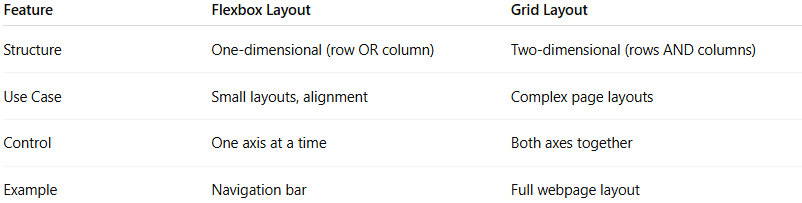 Feature Flexbox Layout Grid Layout
Structure One-dimensional (row OR column) Two-dimensional (rows AND columns)
Use Case Small layouts, alignment Complex page layouts
Control One axis at a time Both axes together
Example Navigation bar Full webpage layout